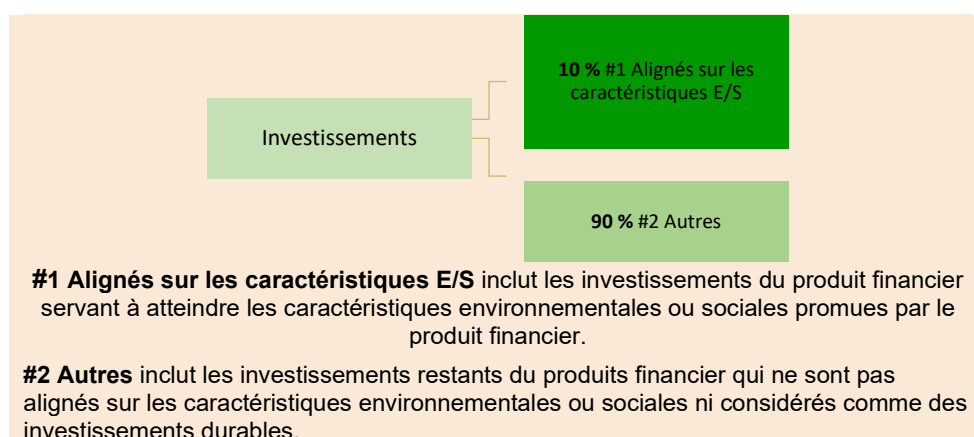 10 % #1 Alignés sur les
caractéristiques E/S
Investissements
90 % #2 Autres
#1 Alignés sur les caractéristiques E/S inclut les investissements du produit financier
servant à atteindre les caractéristiques environnementales ou sociales promues par le
produit financier.
#2 Autres inclut les investissements restants du produits financier qui ne sont pas
alignés sur les caractéristiques environnementales ou sociales ni considérés comme des
investissements durables.